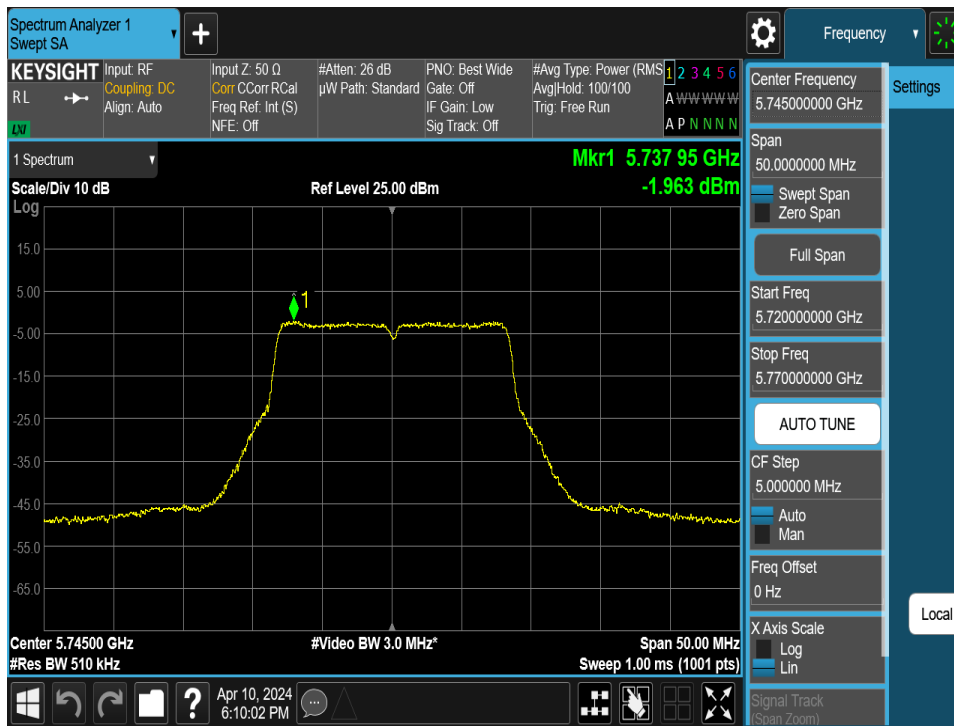 Spectrum Analyzer 1
Swept SA
+
Frequency
KEYSIGHT
R L
LXI
Input: RF
Coupling: DC
Align: Auto
Input Z: 50 Ω
Corr CCorr RCal
Freq Ref: Int (S)
NFE: Off
#Atten: 26 dB
µW Path: Standard
PNO: Best Wide
Gate: Off
IF Gain: Low
Sig Track: Off
#Avg Type: Power (RMS
Avg|Hold: 100/100
Trig: Free Run
1 2 3 4 5 6
A W W W W W
A P N N N N
1 Spectrum
Mkr1 5.737 95 GHz
-1.963 dBm
Scale/Div 10 dB
Ref Level 25.00 dBm
Log
15.0
5.00
-5.00
-15.0
-25.0
-35.0
-45.0
-55.0
-65.0
1
Center 5.74500 GHz
#Video BW 3.0 MHz*
Span 50.00 MHz
#Res BW 510 kHz
Sweep 1.00 ms (1001 pts)
Center Frequency
5.745000000 GHz
Span
50.0000000 MHz
Swept Span
Zero Span
Full Span
Start Freq
5.720000000 GHz
Stop Freq
5.770000000 GHz
AUTO TUNE
CF Step
5.000000 MHz
Auto
Man
Freq Offset
0 Hz
X Axis Scale
Log
Lin
Signal Track
(Span Zoom)
Settings
Local
?
Apr 10, 2024
6:10:02 PM